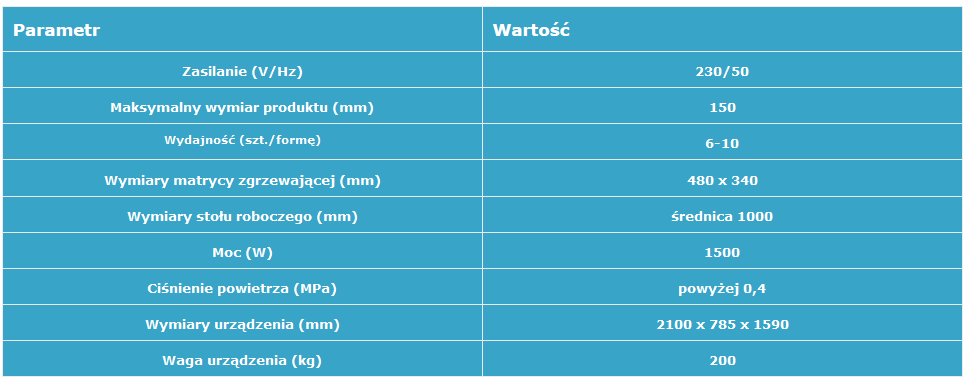 Parametr Wartość
Zasilanie (V/Hz) 230/50
Maksymalny wymiar produktu (mm) 150
Wydajność (szt./formę) 6-10
Wymiary matrycy zgrzewającej (mm) 480 x 340
Wymiary stołu roboczego (mm) średnica 1000
Moc (W) 1500
Ciśnienie powietrza (MPa) powyżej 0,4
Wymiary urządzenia (mm) 2100 x 785 x 1590
Waga urządzenia (kg) 200